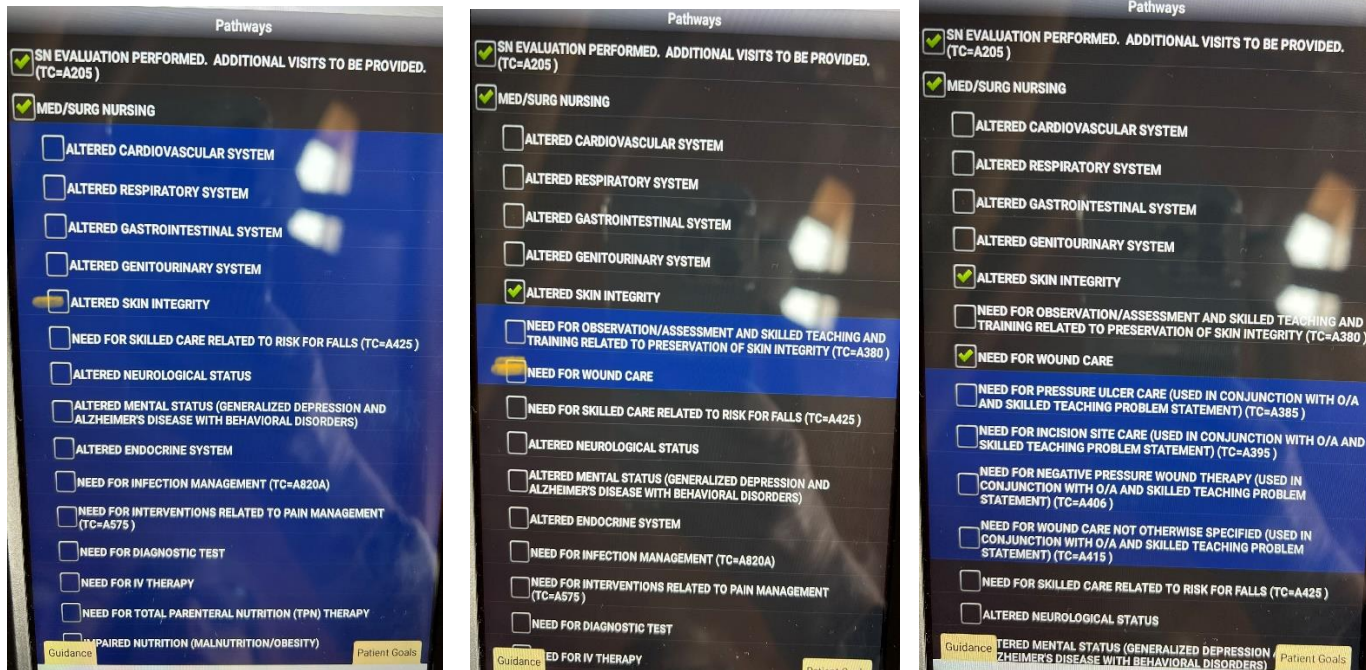 Pathways
SN EVALUATION PERFORMED. ADDITIONAL VISITS TO BE PROVIDED.
(TC=A205 )
MED/SURG NURSING
ALTERED CARDIOVASCULAR SYSTEM
ALTERED RESPIRATORY SYSTEM
ALTERED GASTROINTESTINAL SYSTEM
ALTERED GENITOURINARY SYSTEM
ALTERED SKIN INTEGRITY
NEED FOR SKILLED CARE RELATED TO RISK FOR FALLS (TC=A425 )
ALTERED NEUROLOGICAL STATUS
ALTERED MENTAL STATUS (GENERALIZED DEPRESSION AND
ALZHEIMER'S DISEASE WITH BEHAVIORAL DISORDERS)
ALTERED ENDOCRINE SYSTEM
NEED FOR INFECTION MANAGEMENT (TC=A820A)
NEED FOR INTERVENTIONS RELATED TO PAIN MANAGEMENT
(TC=A575 )
NEED FOR DIAGNOSTIC TEST
NEED FOR IV THERAPY
NEED FOR TOTAL PARENTERAL NUTRITION (TPN) THERAPY
IMPAIRED NUTRITION (MALNUTRITION/OBESITY)
Guidance
Patient Goals
Pathways
SN EVALUATION PERFORMED. ADDITIONAL VISITS TO BE PROVIDED.
(TC=A205 )
MED/SURG NURSING
ALTERED CARDIOVASCULAR SYSTEM
ALTERED RESPIRATORY SYSTEM
ALTERED GASTROINTESTINAL SYSTEM
ALTERED GENITOURINARY SYSTEM
ALTERED SKIN INTEGRITY
NEED FOR OBSERVATION/ASSESSMENT AND SKILLED TEACHING AND
TRAINING RELATED TO PRESERVATION OF SKIN INTEGRITY (TC=A380 )
NEED FOR WOUND CARE
NEED FOR SKILLED CARE RELATED TO RISK FOR FALLS (TC=A425 )
ALTERED NEUROLOGICAL STATUS
ALTERED MENTAL STATUS (GENERALIZED DEPRESSION AND
ALZHEIMER'S DISEASE WITH BEHAVIORAL DISORDERS)
ALTERED ENDOCRINE SYSTEM
NEED FOR INFECTION MANAGEMENT (TC=A820A)
NEED FOR INTERVENTIONS RELATED TO PAIN MANAGEMENT
(TC=A575 )
NEED FOR DIAGNOSTIC TEST
FOR IV THERAPY
Guidance
Pathways
SN EVALUATION PERFORMED. ADDITIONAL VISITS TO BE PROVIDED.
(TC=A205 )
MED/SURG NURSING
ALTERED CARDIOVASCULAR SYSTEM
ALTERED RESPIRATORY SYSTEM
ALTERED GASTROINTESTINAL SYSTEM
ALTERED GENITOURINARY SYSTEM
ALTERED SKIN INTEGRITY
NEED FOR OBSERVATION/ASSESSMENT AND SKILLED TEACHING AND
TRAINING RELATED TO PRESERVATION OF SKIN INTEGRITY (TC=A380 )
NEED FOR WOUND CARE
NEED FOR PRESSURE ULCER CARE (USED IN CONJUNCTION WITH O/A
AND SKILLED TEACHING PROBLEM STATEMENT) (TC=A385 )
NEED FOR INCISION SITE CARE (USED IN CONJUNCTION WITH O/A AND
SKILLED TEACHING PROBLEM STATEMENT) (TC=A395 )
NEED FOR NEGATIVE PRESSURE WOUND THERAPY (USED IN
CONJUNCTION WITH O/A AND SKILLED TEACHING PROBLEM
STATEMENT) (TC=A406 )
NEED FOR WOUND CARE NOT OTHERWISE SPECIFIED (USED IN
CONJUNCTION WITH O/A AND SKILLED TEACHING PROBLEM
STATEMENT) (TC=A415 )
NEED FOR SKILLED CARE RELATED TO RISK FOR FALLS (TC=A425 )
ALTERED NEUROLOGICAL STATUS
MENTAL STATUS (GENERALIZED DEPRESSION
DISEASE WITH BEHAVIORAL DISORDERS)
Guidance
Patient Goals